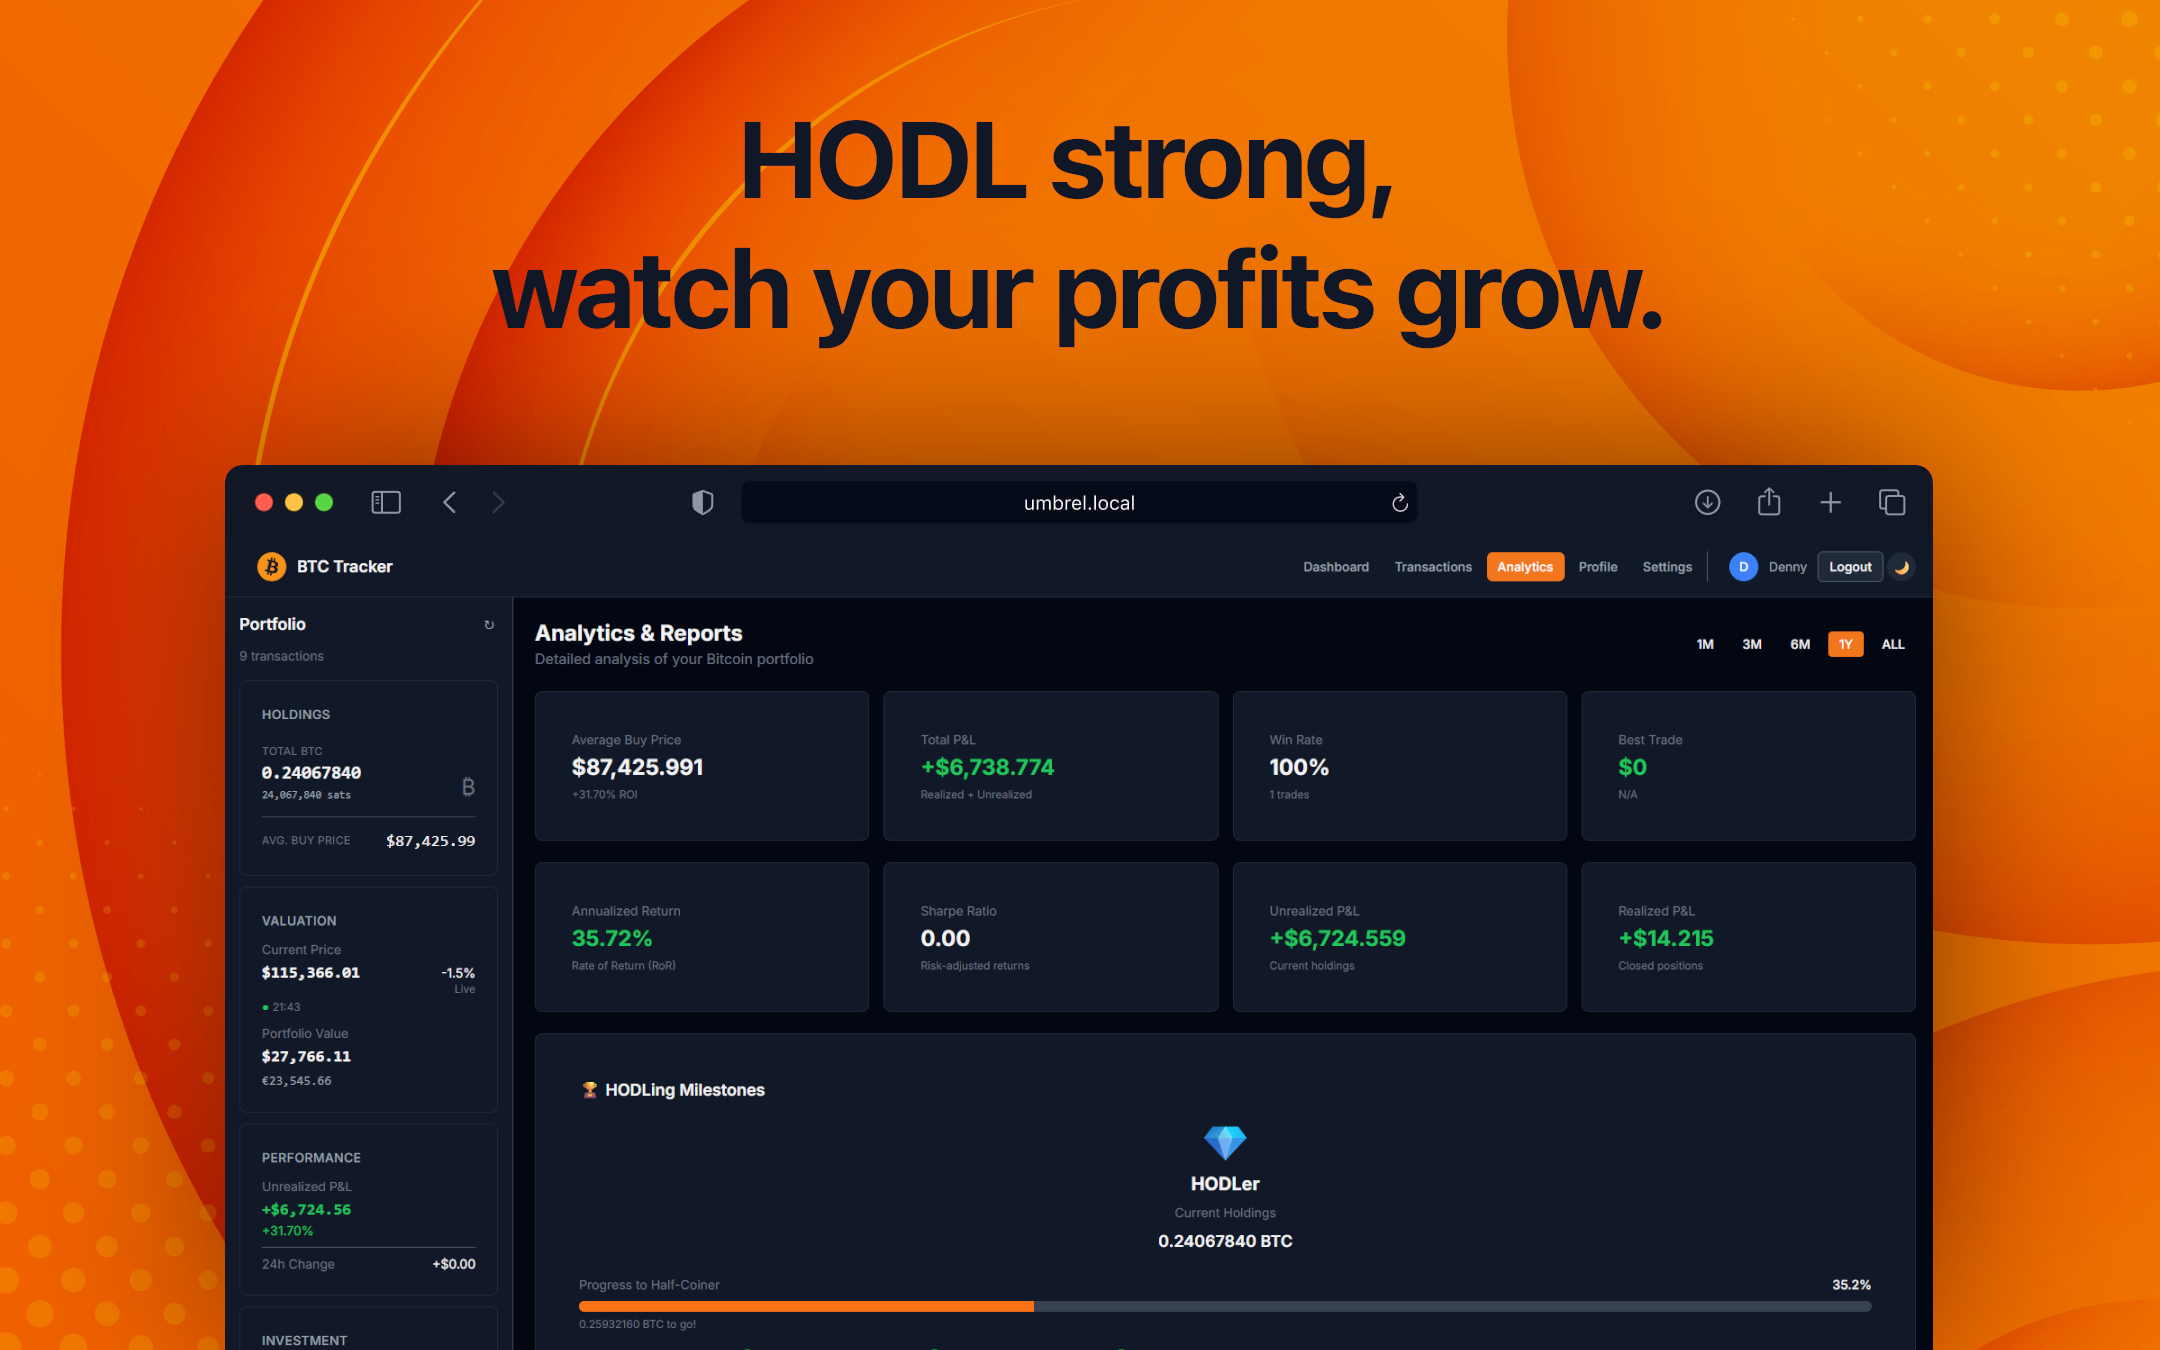 HODL strong,
watch your profits grow.
umbrel.local
BTC Tracker
Dashboard
Transactions
Analytics
Profile
Settings
D
Denny
Logout
Portfolio
9 transactions
HOLDINGS
TOTAL BTC
0.24067840
24,067,840 sats
AVG. BUY PRICE
$87,425.99
VALUATION
Current Price
$115,366.01
-1.5%
Live
21:43
Portfolio Value
$27,766.11
€23,545.66
PERFORMANCE
Unrealized P&L
+$6,724.56
+31.70%
24h Change
+$0.00
INVESTMENT
Analytics & Reports
Detailed analysis of your Bitcoin portfolio
1M
3M
6M
1Y
ALL
Average Buy Price
$87,425.991
+31.70% ROI
Total P&L
+$6,738.774
Realized + Unrealized
Win Rate
100%
1 trades
Best Trade
$0
N/A
Annualized Return
35.72%
Rate of Return (RoR)
Sharpe Ratio
0.00
Risk-adjusted returns
Unrealized P&L
+$6,724.559
Current holdings
Realized P&L
+$14.215
Closed positions
🏆 HODLing Milestones
HODLer
Current Holdings
0.24067840 BTC
Progress to Half-Coiner
35.2%
0.25932160 BTC to go!